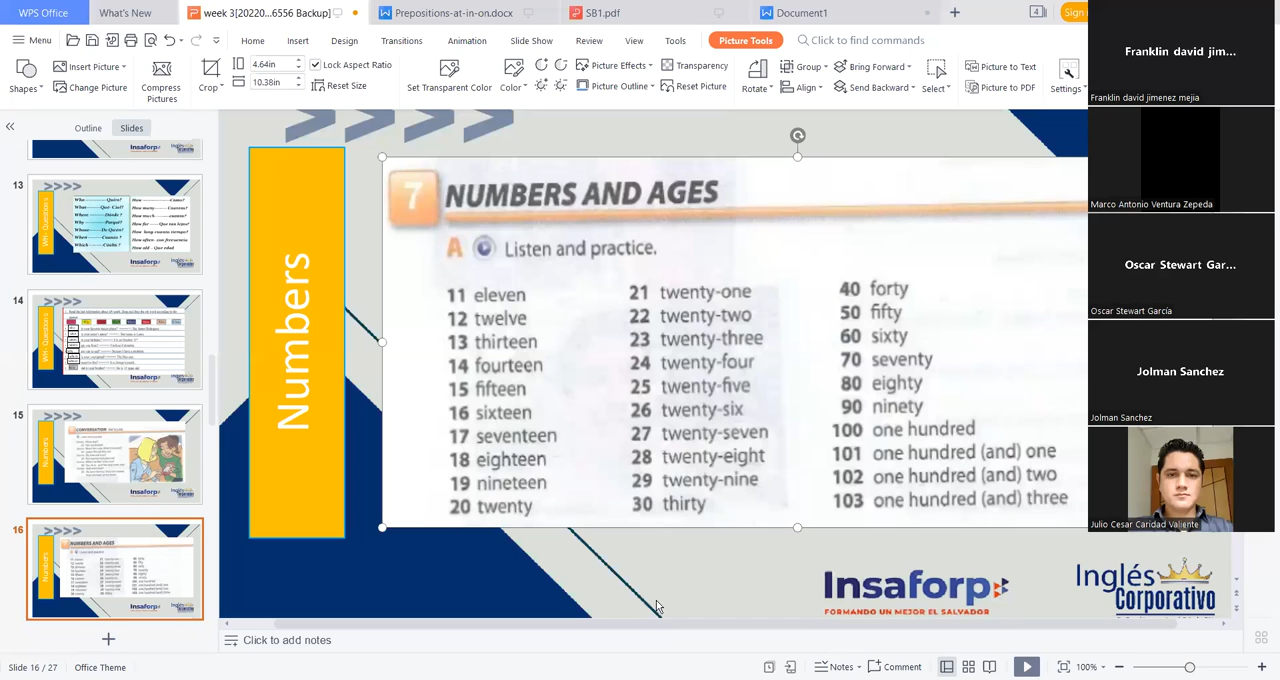 WPS Office
What's New
week 3[20220...6556 Backup]
Prepositions-at-in-on.docx
SB1.pdf
Document1
4
Sign
Menu
Home
Insert
Design
Transitions
Animation
Slide Show
Review
View
Tools
Picture Tools
Click to find commands
Shapes
Insert Picture
Change Picture
Compress Pictures
Crop
4.64in
10.38in
Lock Aspect Ratio
Reset Size
Set Transparent Color
Color
Picture Effects
Picture Outline
Transparency
Reset Picture
Rotate
Group
Align
Bring Forward
Send Backward
Select
Picture to Text
Picture to PDF
Settings
Outline
Slides
13
14
15
16
Numbers
7 NUMBERS AND AGES
A Listen and practice.
11 eleven
12 twelve
13 thirteen
14 fourteen
15 fifteen
16 sixteen
17 seventeen
18 eighteen
19 nineteen
20 twenty
21 twenty-one
22 twenty-two
23 twenty-three
24 twenty-four
25 twenty-five
26 twenty-six
27 twenty-seven
28 twenty-eight
29 twenty-nine
30 thirty
40 forty
50 fifty
60 sixty
70 seventy
80 eighty
90 ninety
100 one hundred
101 one hundred (and) one
102 one hundred (and) two
103 one hundred (and) three
Insaforp
FORMANDO UN MEJOR EL SALVADOR
Inglés
Corporativo
Franklin david jim...
Franklin david jimenez mejia
Marco Antonio Ventura Zepeda
Oscar Stewart Gar...
Oscar Stewart García
Jolman Sanchez
Jolman Sanchez
Julio Cesar Caridad Valiente
Click to add notes
Slide 16 / 27
Office Theme
Notes
Comment
100%